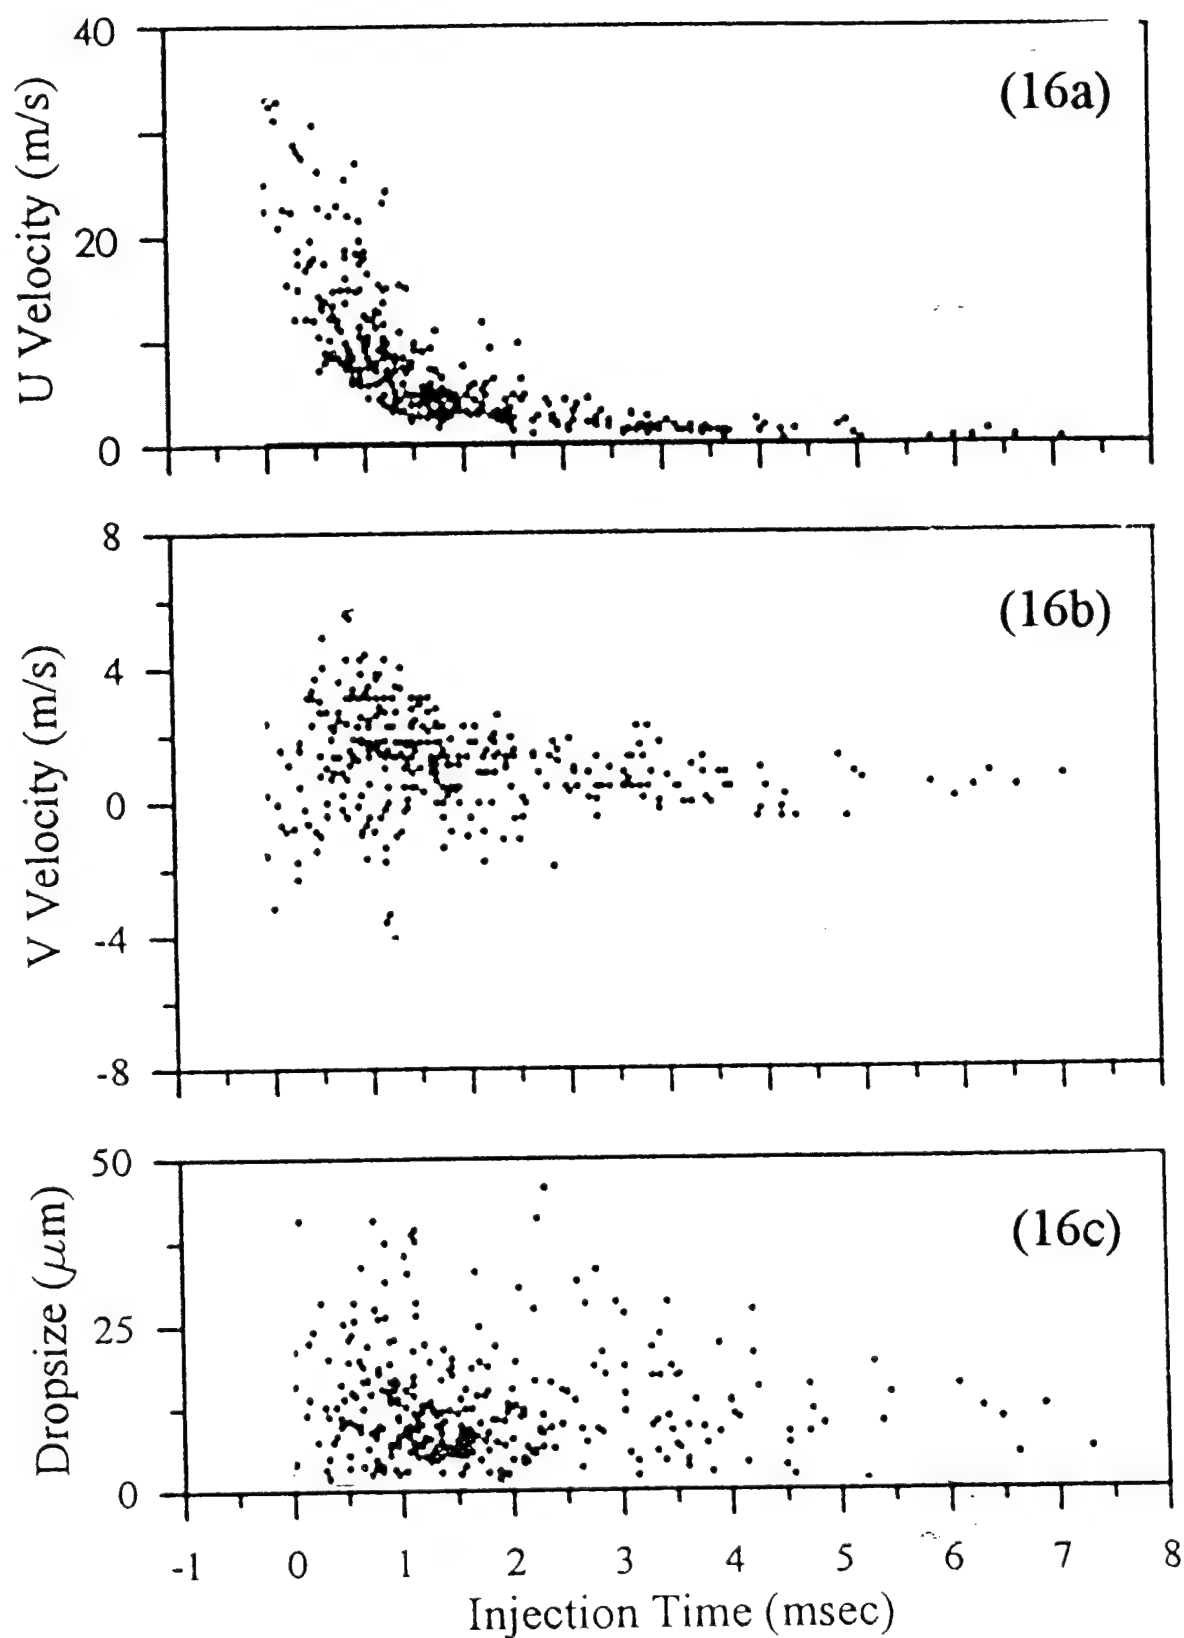 40
(16a)
U Velocity (m/s)
20
0
8
(16b)
4
V Velocity (m/s)
0
-4
-8
50
(16c)
Dropsize (μm)
25
0
-1 0 1 2 3 4 5 6 7 8
Injection Time (msec)